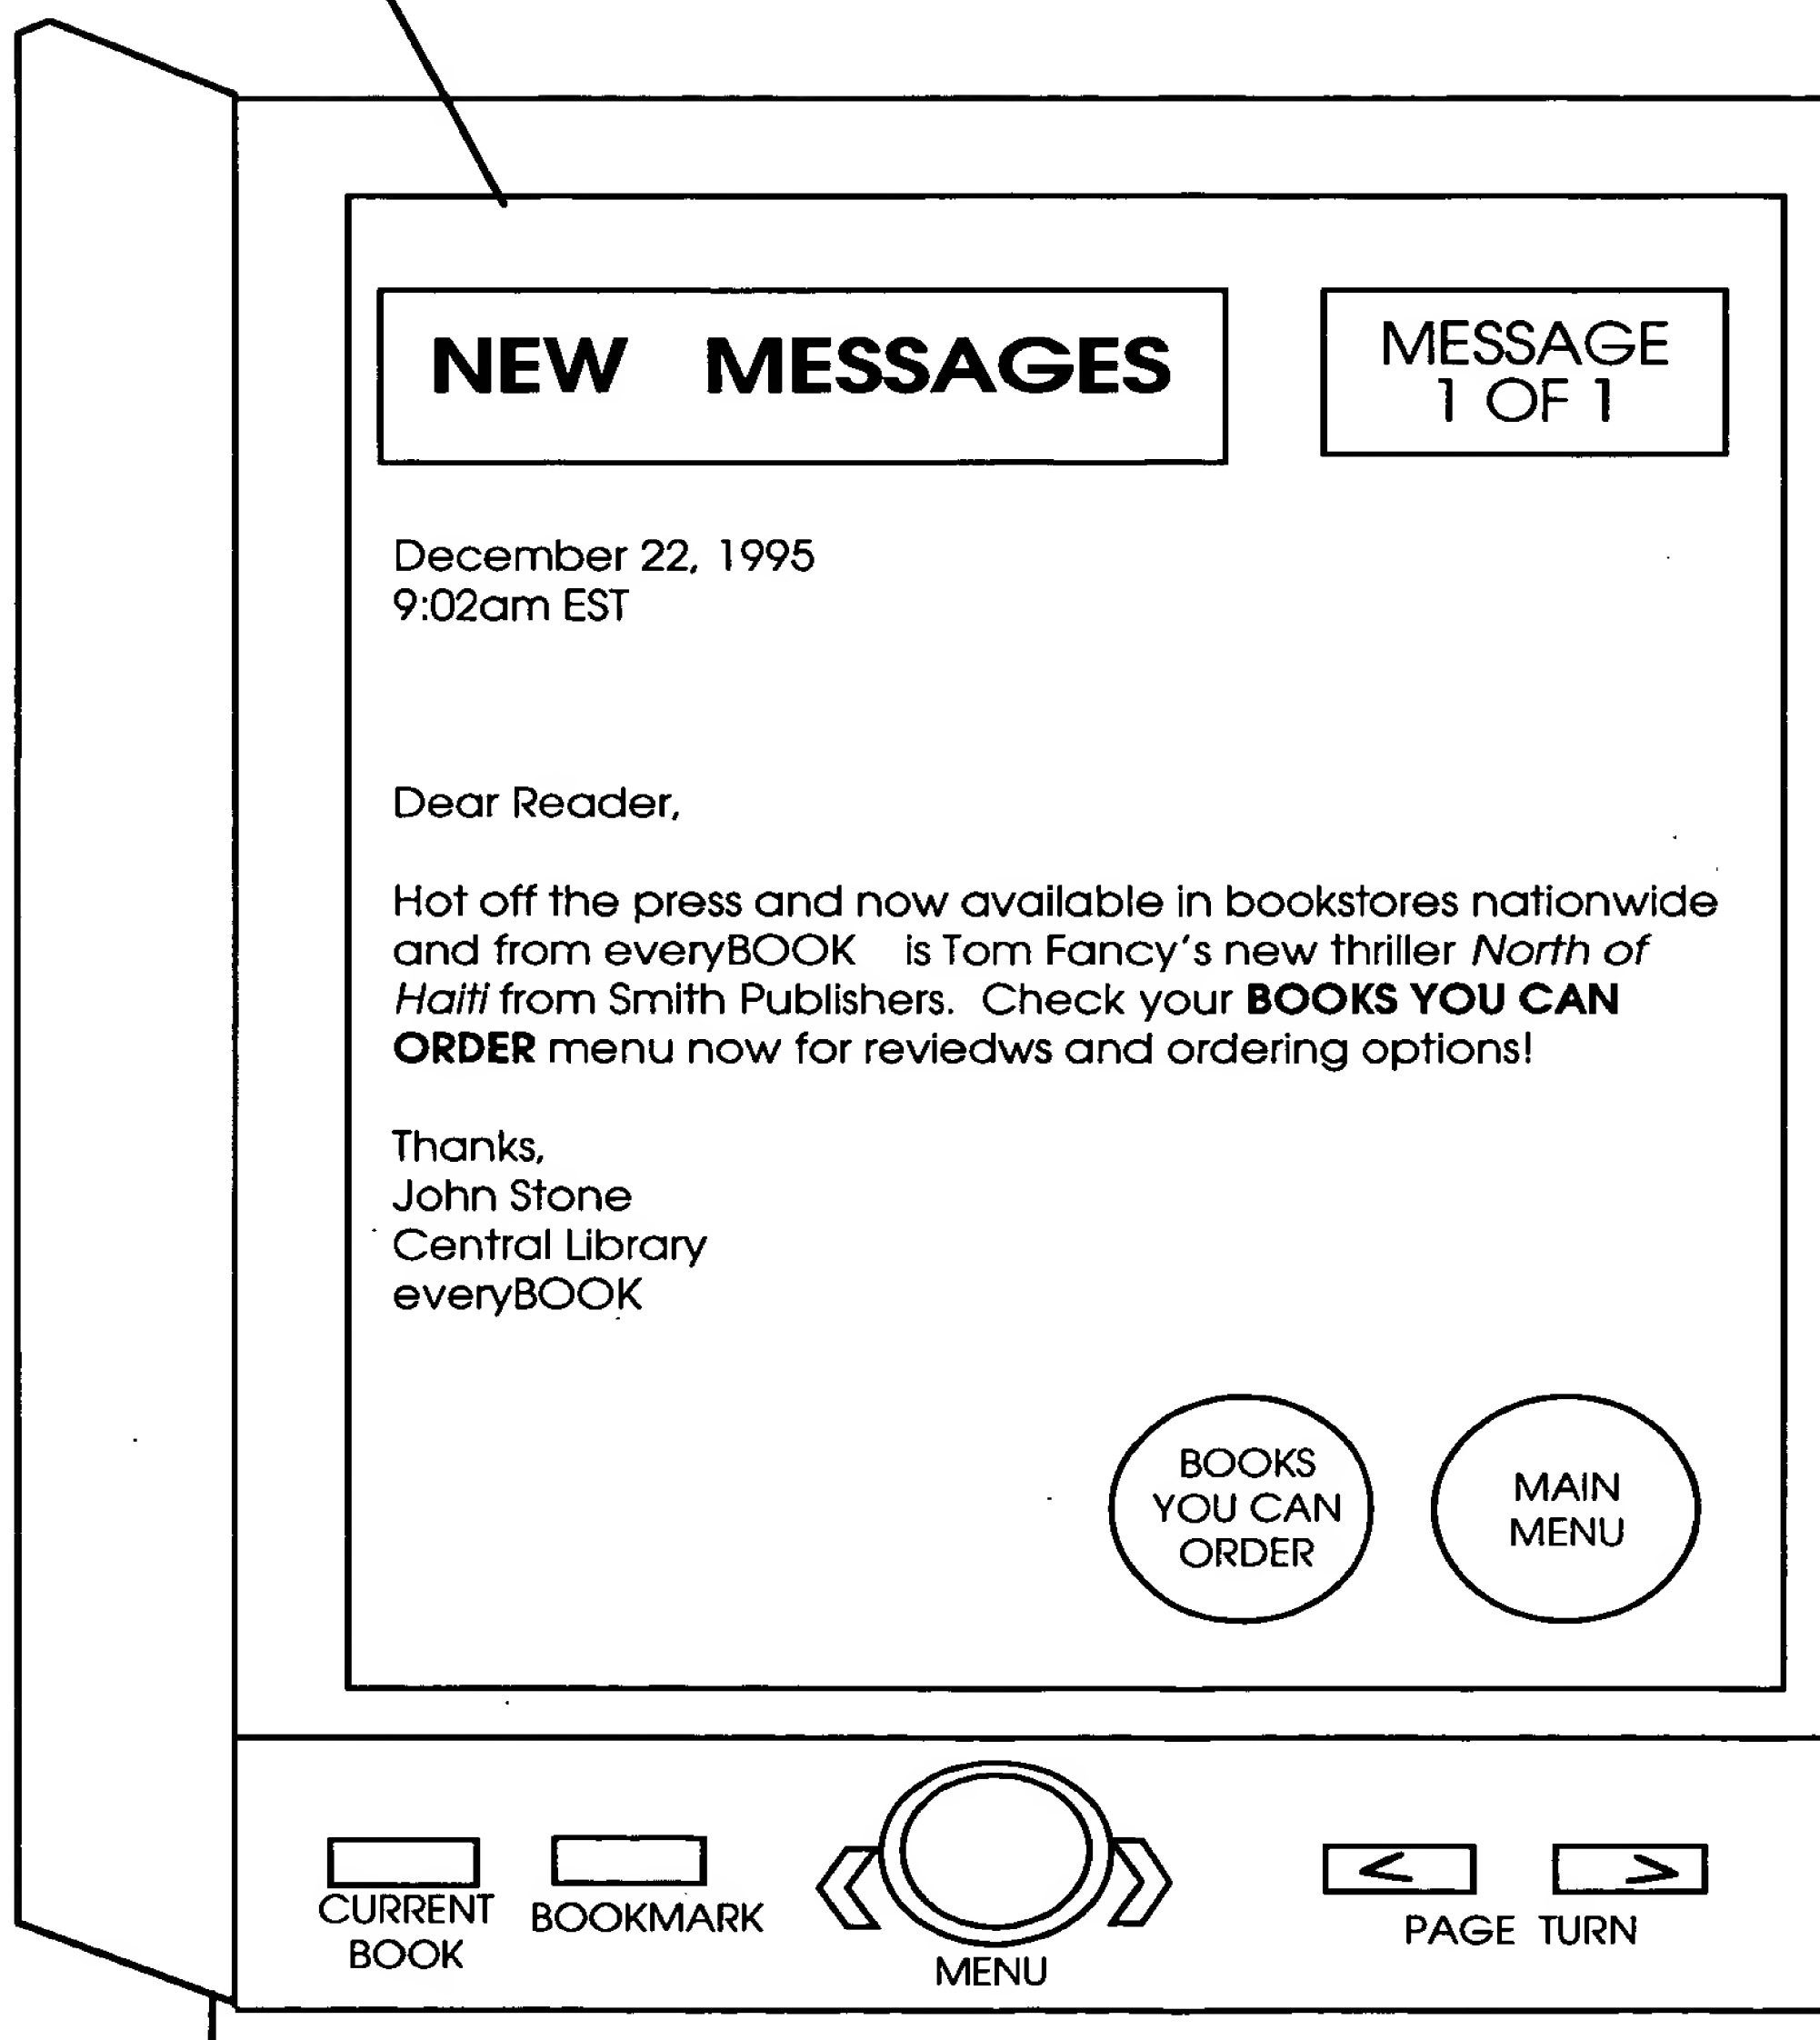 NEW MESSAGES
MESSAGE
1 OF 1
December 22, 1995
9:02am EST
Dear Reader,
Hot off the press and now available in bookstores nationwide
and from everyBOOK is Tom Fancy's new thriller North of
Haiti from Smith Publishers. Check your BOOKS YOU CAN
ORDER menu now for reviedws and ordering options!
Thanks,
John Stone
Central Library
everyBOOK
BOOKS
YOU CAN
ORDER
MAIN
MENU
CURRENT
BOOK
BOOKMARK
MENU
< >
PAGE TURN